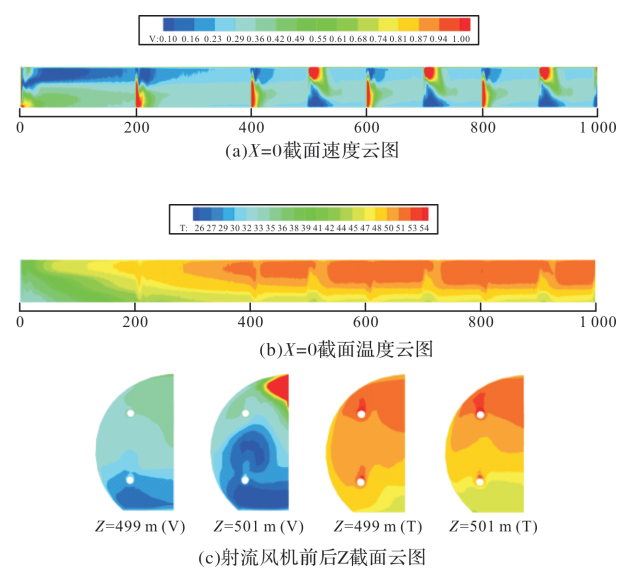 V:0.10 0.16 0.23 0.29 0.36 0.42 0.49 0.55 0.61 0.68 0.74 0.81 0.87 0.94 1.00
0 200 400 600 800 1 000
(a)X=0截面速度云图
T: 26 27 29 30 32 33 35 36 38 39 41 42 44 45 47 48 50 51 53 54
0 200 400 600 800 1 000
(b)X=0截面温度云图
Z=499 m (V) Z=501 m (V) Z=499 m (T) Z=501 m (T)
(c)射流风机前后Z截面云图